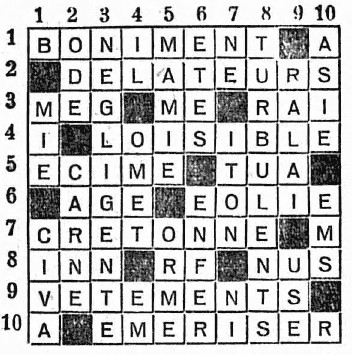 1 2 3 4 5 6 7 8 9 10
1 B O N I M E N T A
2 D E L A T E U R S
3 M E G M E R A I
4 I L O I S I B L E
5 E C I M E T U A
6 A G E E O L I E
7 C R E T O N N E M
8 I N N R F N U S
9 V E T E M E N T S
10 A E M E R I S E R